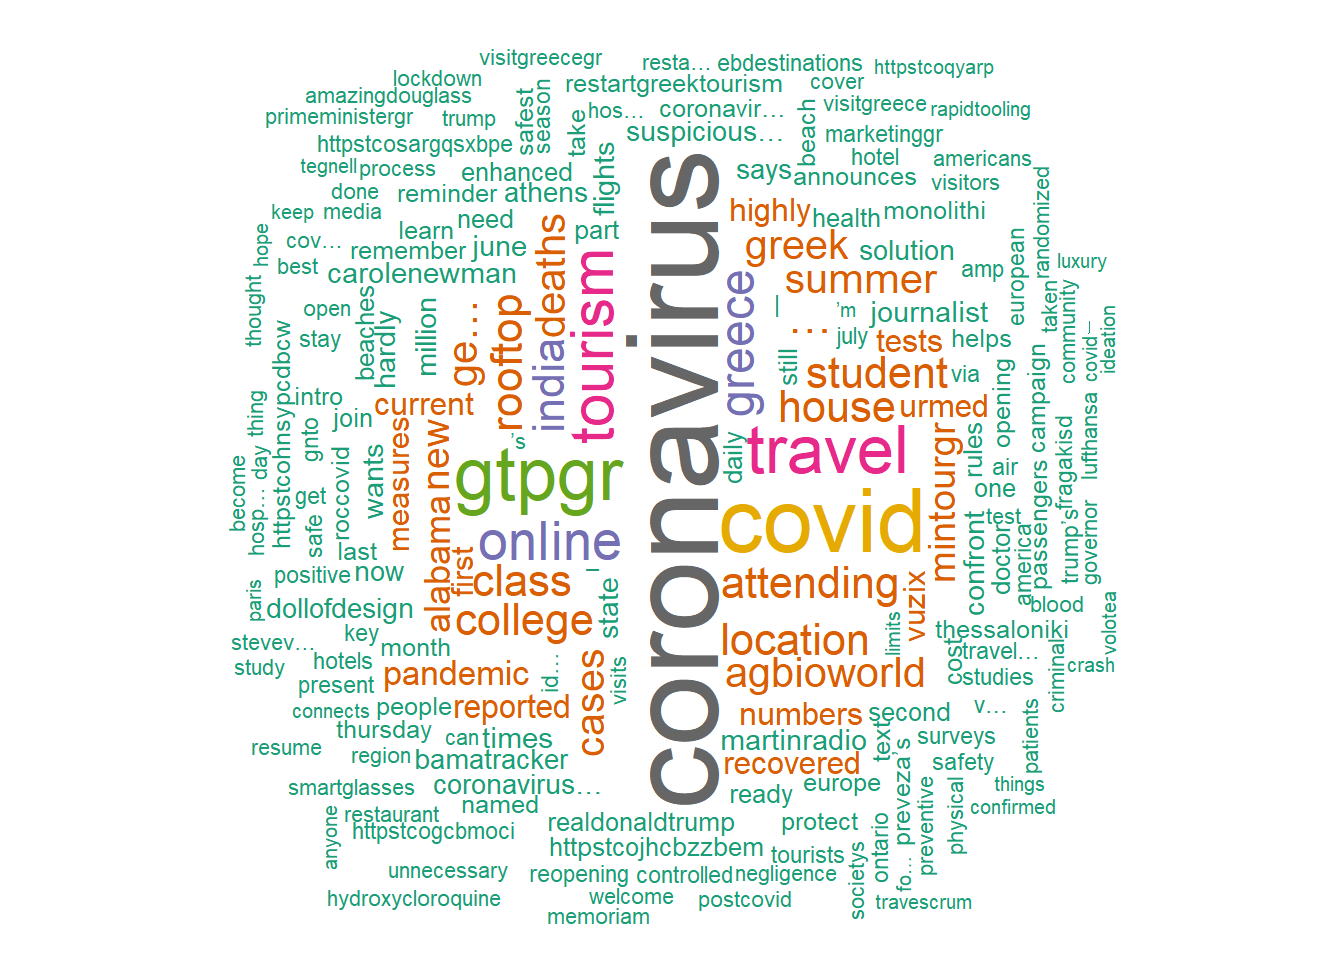 visitgreecegr
resta…
ebdestinations
httpstcoqyarp
lockdown
restartgreektourism
cover
amazingdouglass
safest
season
take
hos…
coronavir…
beach
visitgreece
rapidtooling
primeministergr
trump
suspicious…
marketinggr
httpstcosargqsxbpe
flights
coronavirus
says
hotel
americans
tegnell
process
enhanced
announces
visitors
done
reminder
athens
randomized
keep
media
need
part
highly
health
monolithi
european
hope
cov…
learn
june
deaths
greek
solution
luxury
best
remember
tourism
greece
summer
amp
taken
community
carolenewman
india
thought
open
beaches
million
ge…
rooftop
l
…
’m
journalist
covid—
ideation
stay
hardly
july
tests
helps
httpstcohnsypcdbcw
still
student
via
opening
campaign
intro
current
house
urmed
thing
gnto
join
measures
new
’s
daily
travel
mintourgr
rules
lufthansa
become
day
roccovid
wants
gtpgr
air
passengers
fragakisd
hosp…
get
alabama
one
safe
online
covid
test
trump’s
last
first
confront
doctor
america
governor
paris
positive
now
class
l
attending
vuzix
blood
dollofdesign
college
state
limits
thessaloniki
volotea
stevev…
key
month
location
cost
travel…
study
hotels
cases
id…
visits
criminal
crash
pandemic
agbioworld
studies
present
connects
people
reported
numbers
second
v…
patients
thursday
can
times
martinradio
text
surveys
resume
region
bamatracker
recovered
preveza’s
safety
smartglasses
coronavirus…
ready
europe
things
restaurant
named
confirmed
anyone
httpstcogcbmoci
realdonaldtrump
protect
ontario
preventive
physical
httpstcojhcbzzbem
tourists
societys
fo…
unnecessary
reopening
controlled
negligence
hydroxycloroquine
welcome
postcovid
travescrum
memoriam